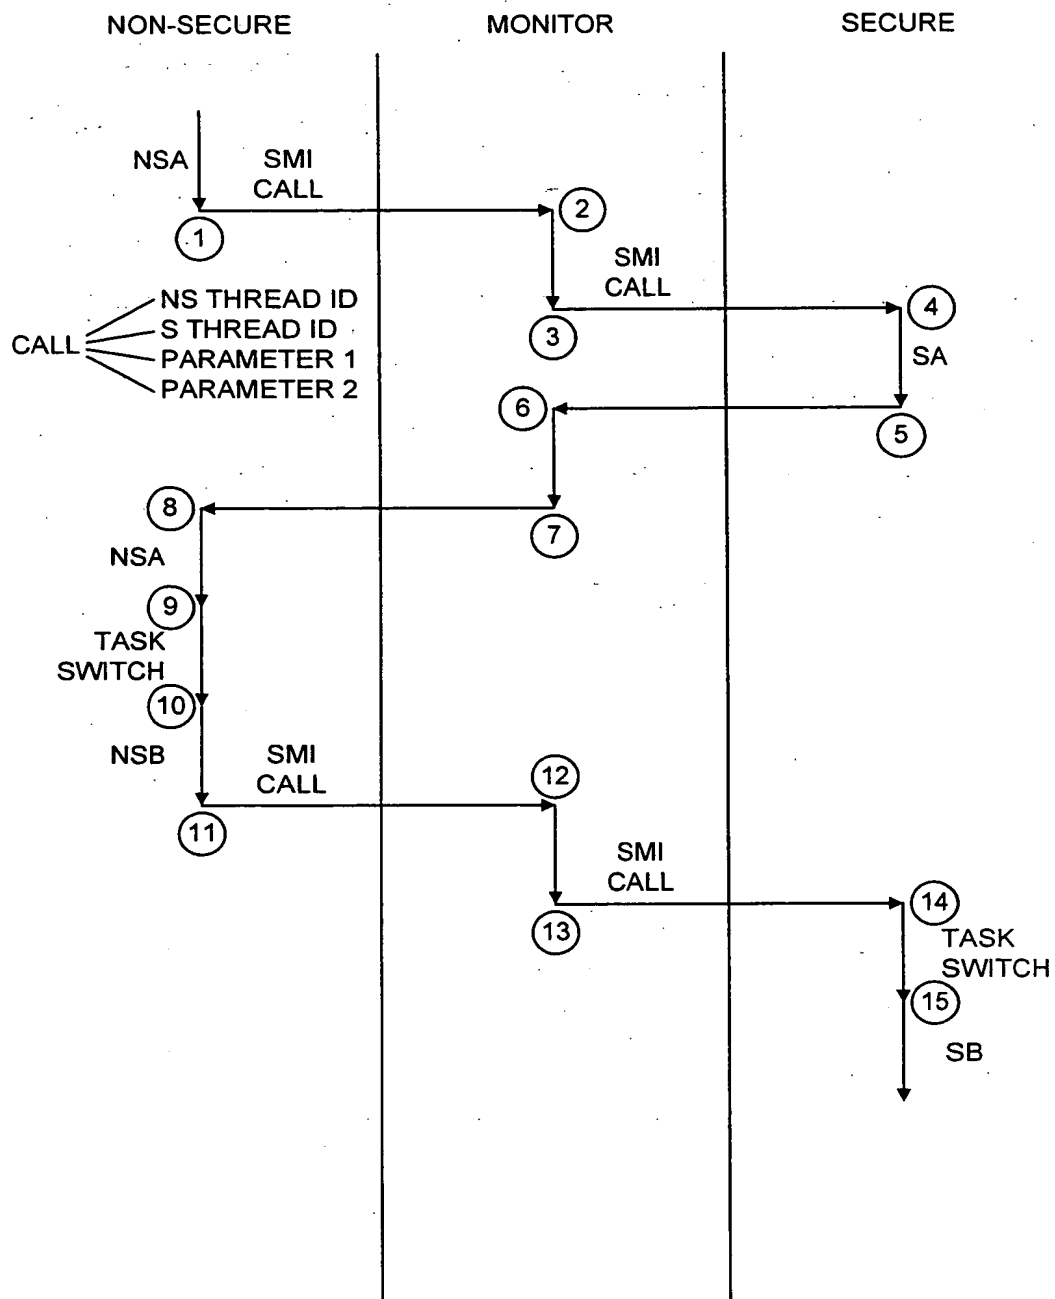 NON-SECURE
MONITOR
SECURE
NSA
SMI
CALL
1
2
SMI
CALL
3
4
SA
CALL
NS THREAD ID
S THREAD ID
PARAMETER 1
PARAMETER 2
6
5
8
7
NSA
9
TASK
SWITCH
10
NSB
SMI
CALL
11
12
SMI
CALL
13
14
TASK
SWITCH
15
SB